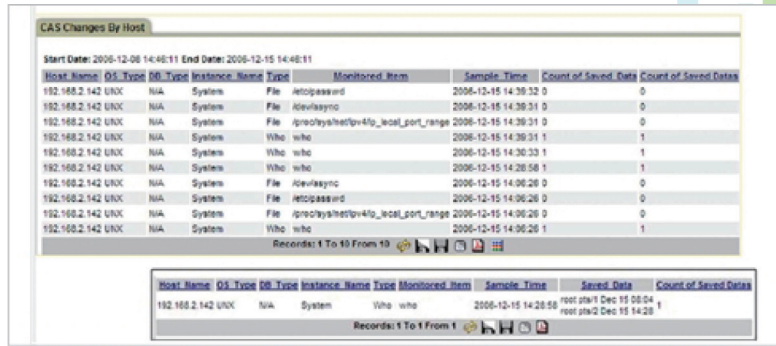 CAS Changes By Host
Start Date: 2006-12-08 14:46:11 End Date: 2006-12-15 14:46:11
Host Name OS Type DB Type Instance Name Type Monitored Item Sample Time Count of Saved Data Count of Saved Datas
192.168.2.142 UNX N/A System File /etc/passwd 2006-12-15 14:39:32 0 0
192.168.2.142 UNX N/A System File /dev/async 2006-12-15 14:39:31 0 0
192.168.2.142 UNX N/A System File /proc/sys/net/ipv4/ip_local_port_range 2006-12-15 14:39:31 0 0
192.168.2.142 UNX N/A System Who who 2006-12-15 14:39:31 1 1
192.168.2.142 UNX N/A System Who who 2006-12-15 14:30:33 1 1
192.168.2.142 UNX N/A System Who who 2006-12-15 14:28:58 1 1
192.168.2.142 UNX N/A System File /dev/async 2006-12-15 14:06:26 0 0
192.168.2.142 UNX N/A System File /etc/passwd 2006-12-15 14:06:26 0 0
192.168.2.142 UNX N/A System File /proc/sys/net/ipv4/ip_local_port_range 2006-12-15 14:06:26 0 0
192.168.2.142 UNX N/A System Who who 2006-12-15 14:06:26 1 1
Records: 1 To 10 From 10
Host Name OS Type DB Type Instance Name Type Monitored Item Sample Time Saved Data Count of Saved Datas
192.168.2.142 UNX N/A System Who who 2006-12-15 14:28:58 root pts/1 Dec 15 08:04 1
root pts/2 Dec 15 14:28
Records: 1 To 1 From 1